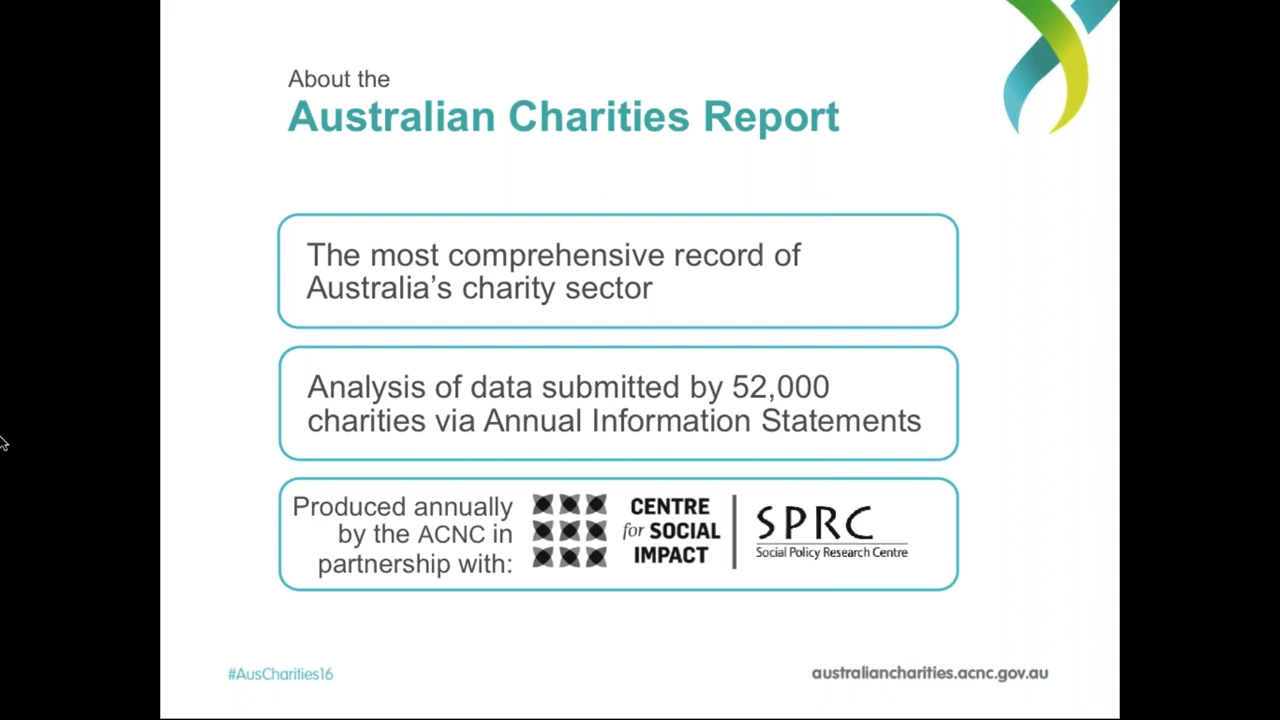 About the
Australian Charities Report
The most comprehensive record of
Australia’s charity sector
Analysis of data submitted by 52,000
charities via Annual Information Statements
Produced annually
by the ACNC in
partnership with:
CENTRE
for SOCIAL
IMPACT
SPRC
Social Policy Research Centre
#AusCharities16
australiancharities.acnc.gov.au